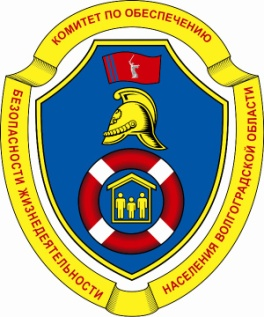 КОМИТЕТ ПО ОБЕСПЕЧЕНИЮ
БЕЗОПАСНОСТИ ЖИЗНЕДЕЯТЕЛЬНОСТИ
НАСЕЛЕНИЯ ВОЛГОГРАДСКОЙ ОБЛАСТИ